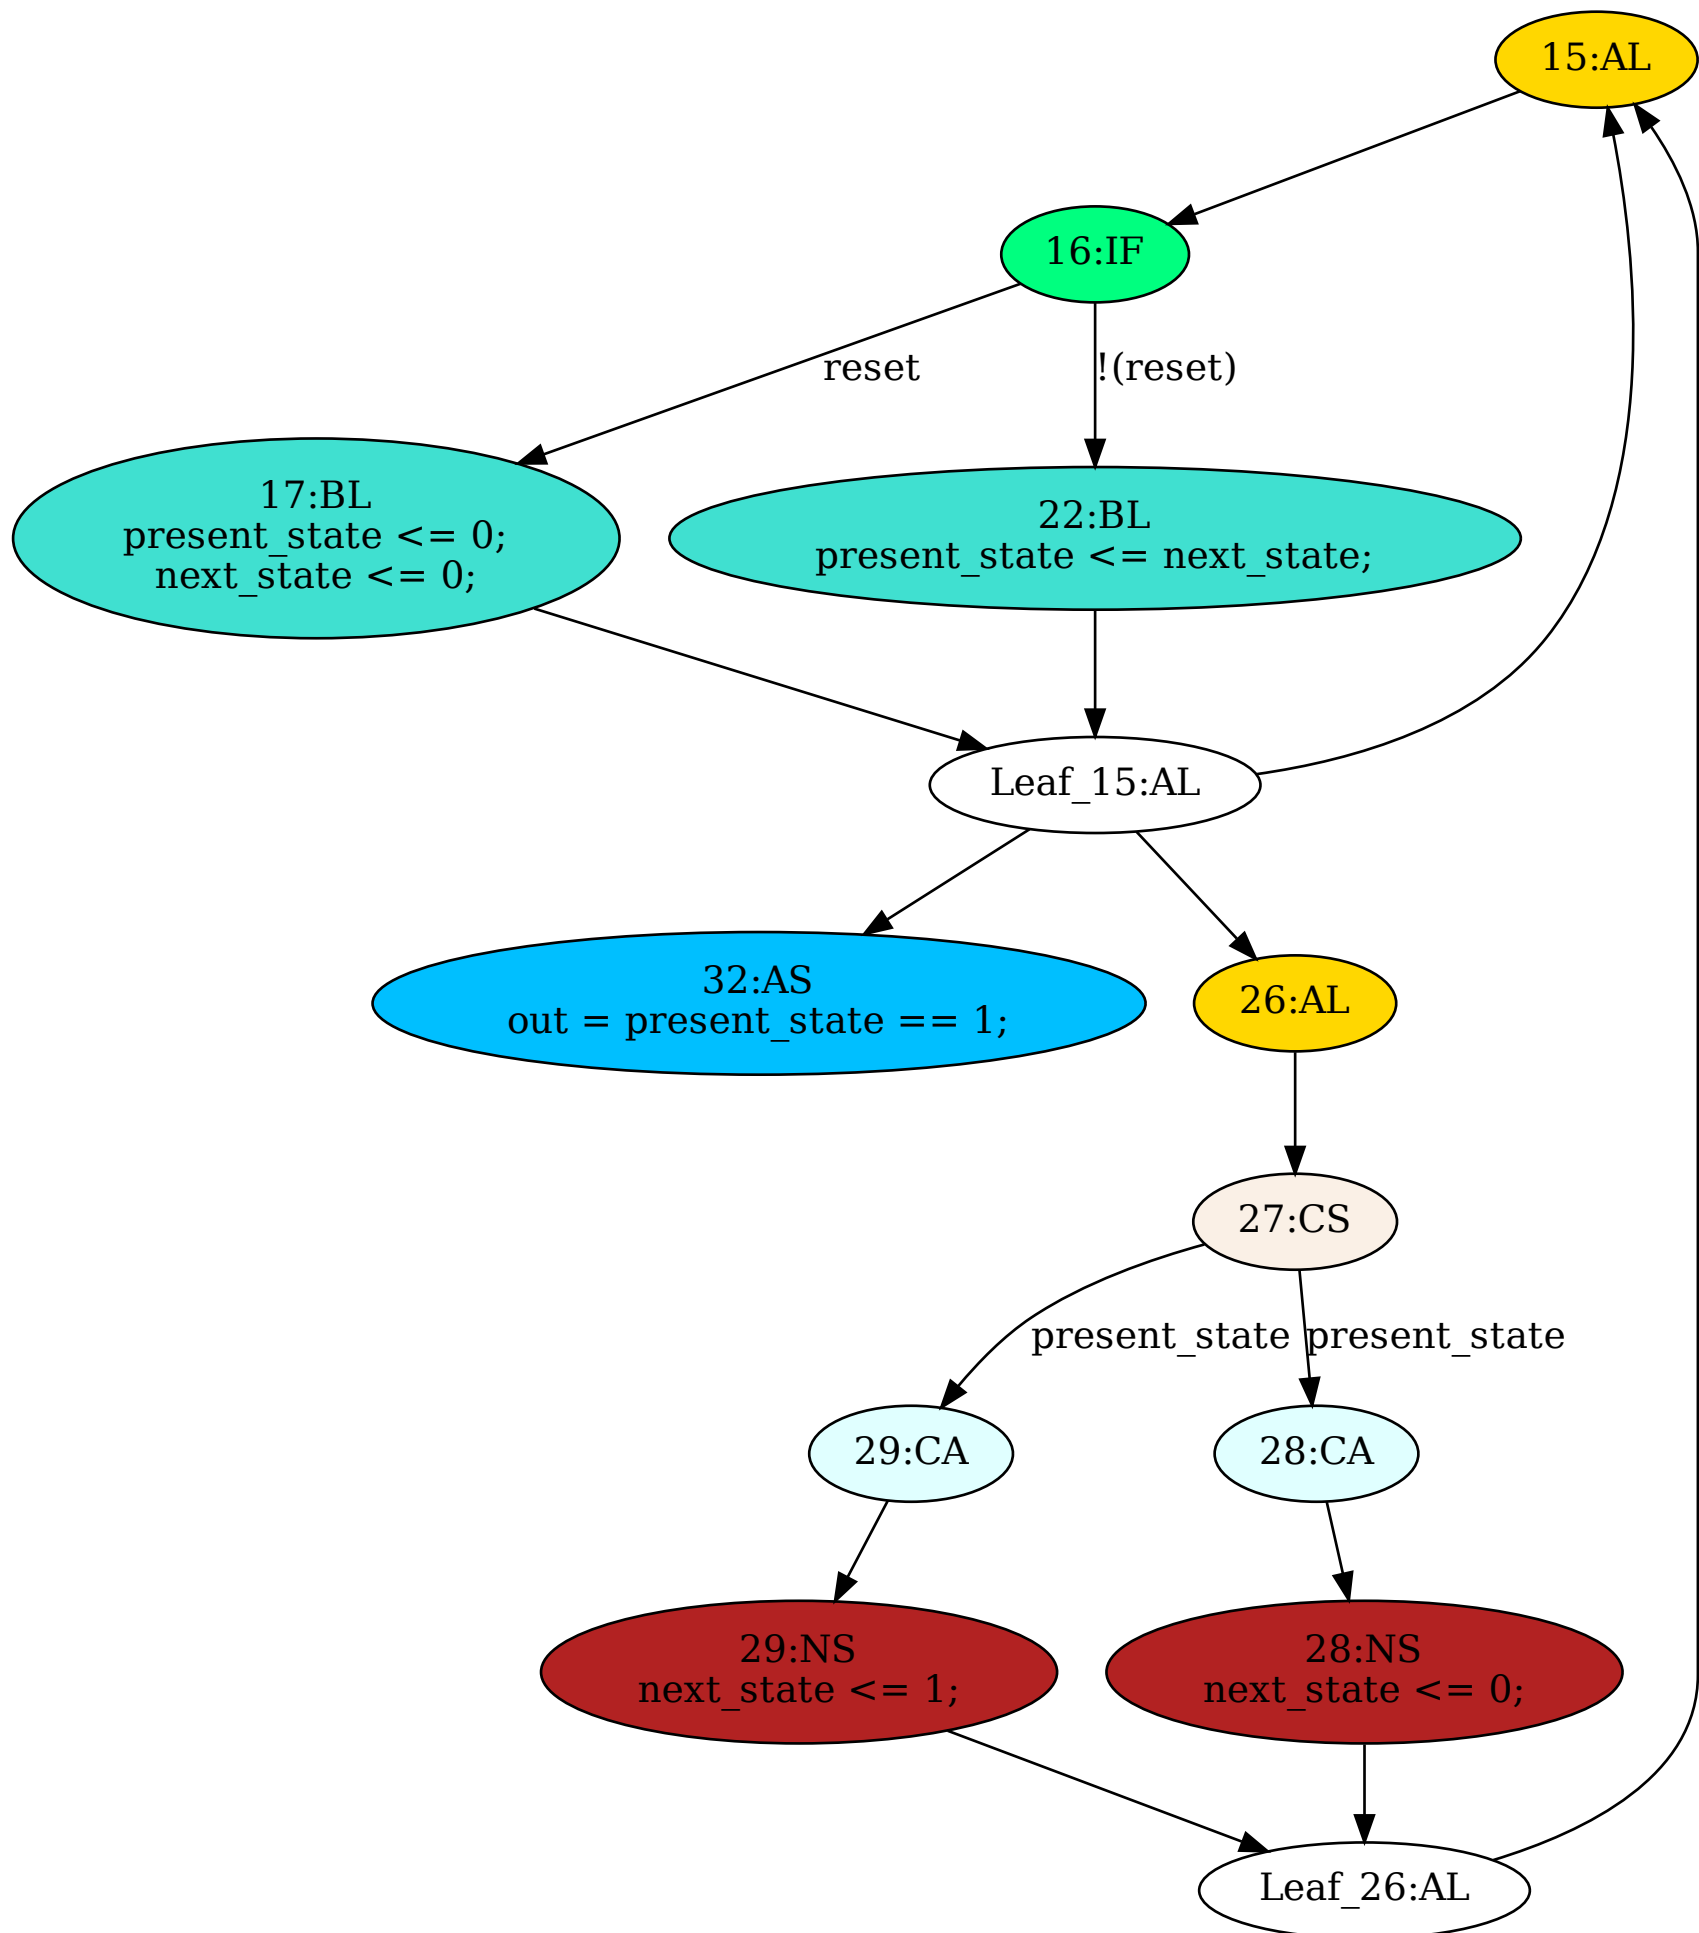 15:AL
16:IF
reset
!(reset)
17:BL
present_state <= 0;
next_state <= 0;
22:BL
present_state <= next_state;
Leaf_15:AL
32:AS
out = present_state == 1;
26:AL
27:CS
present_state
present_state
29:CA
28:CA
29:NS
next_state <= 1;
28:NS
next_state <= 0;
Leaf_26:AL